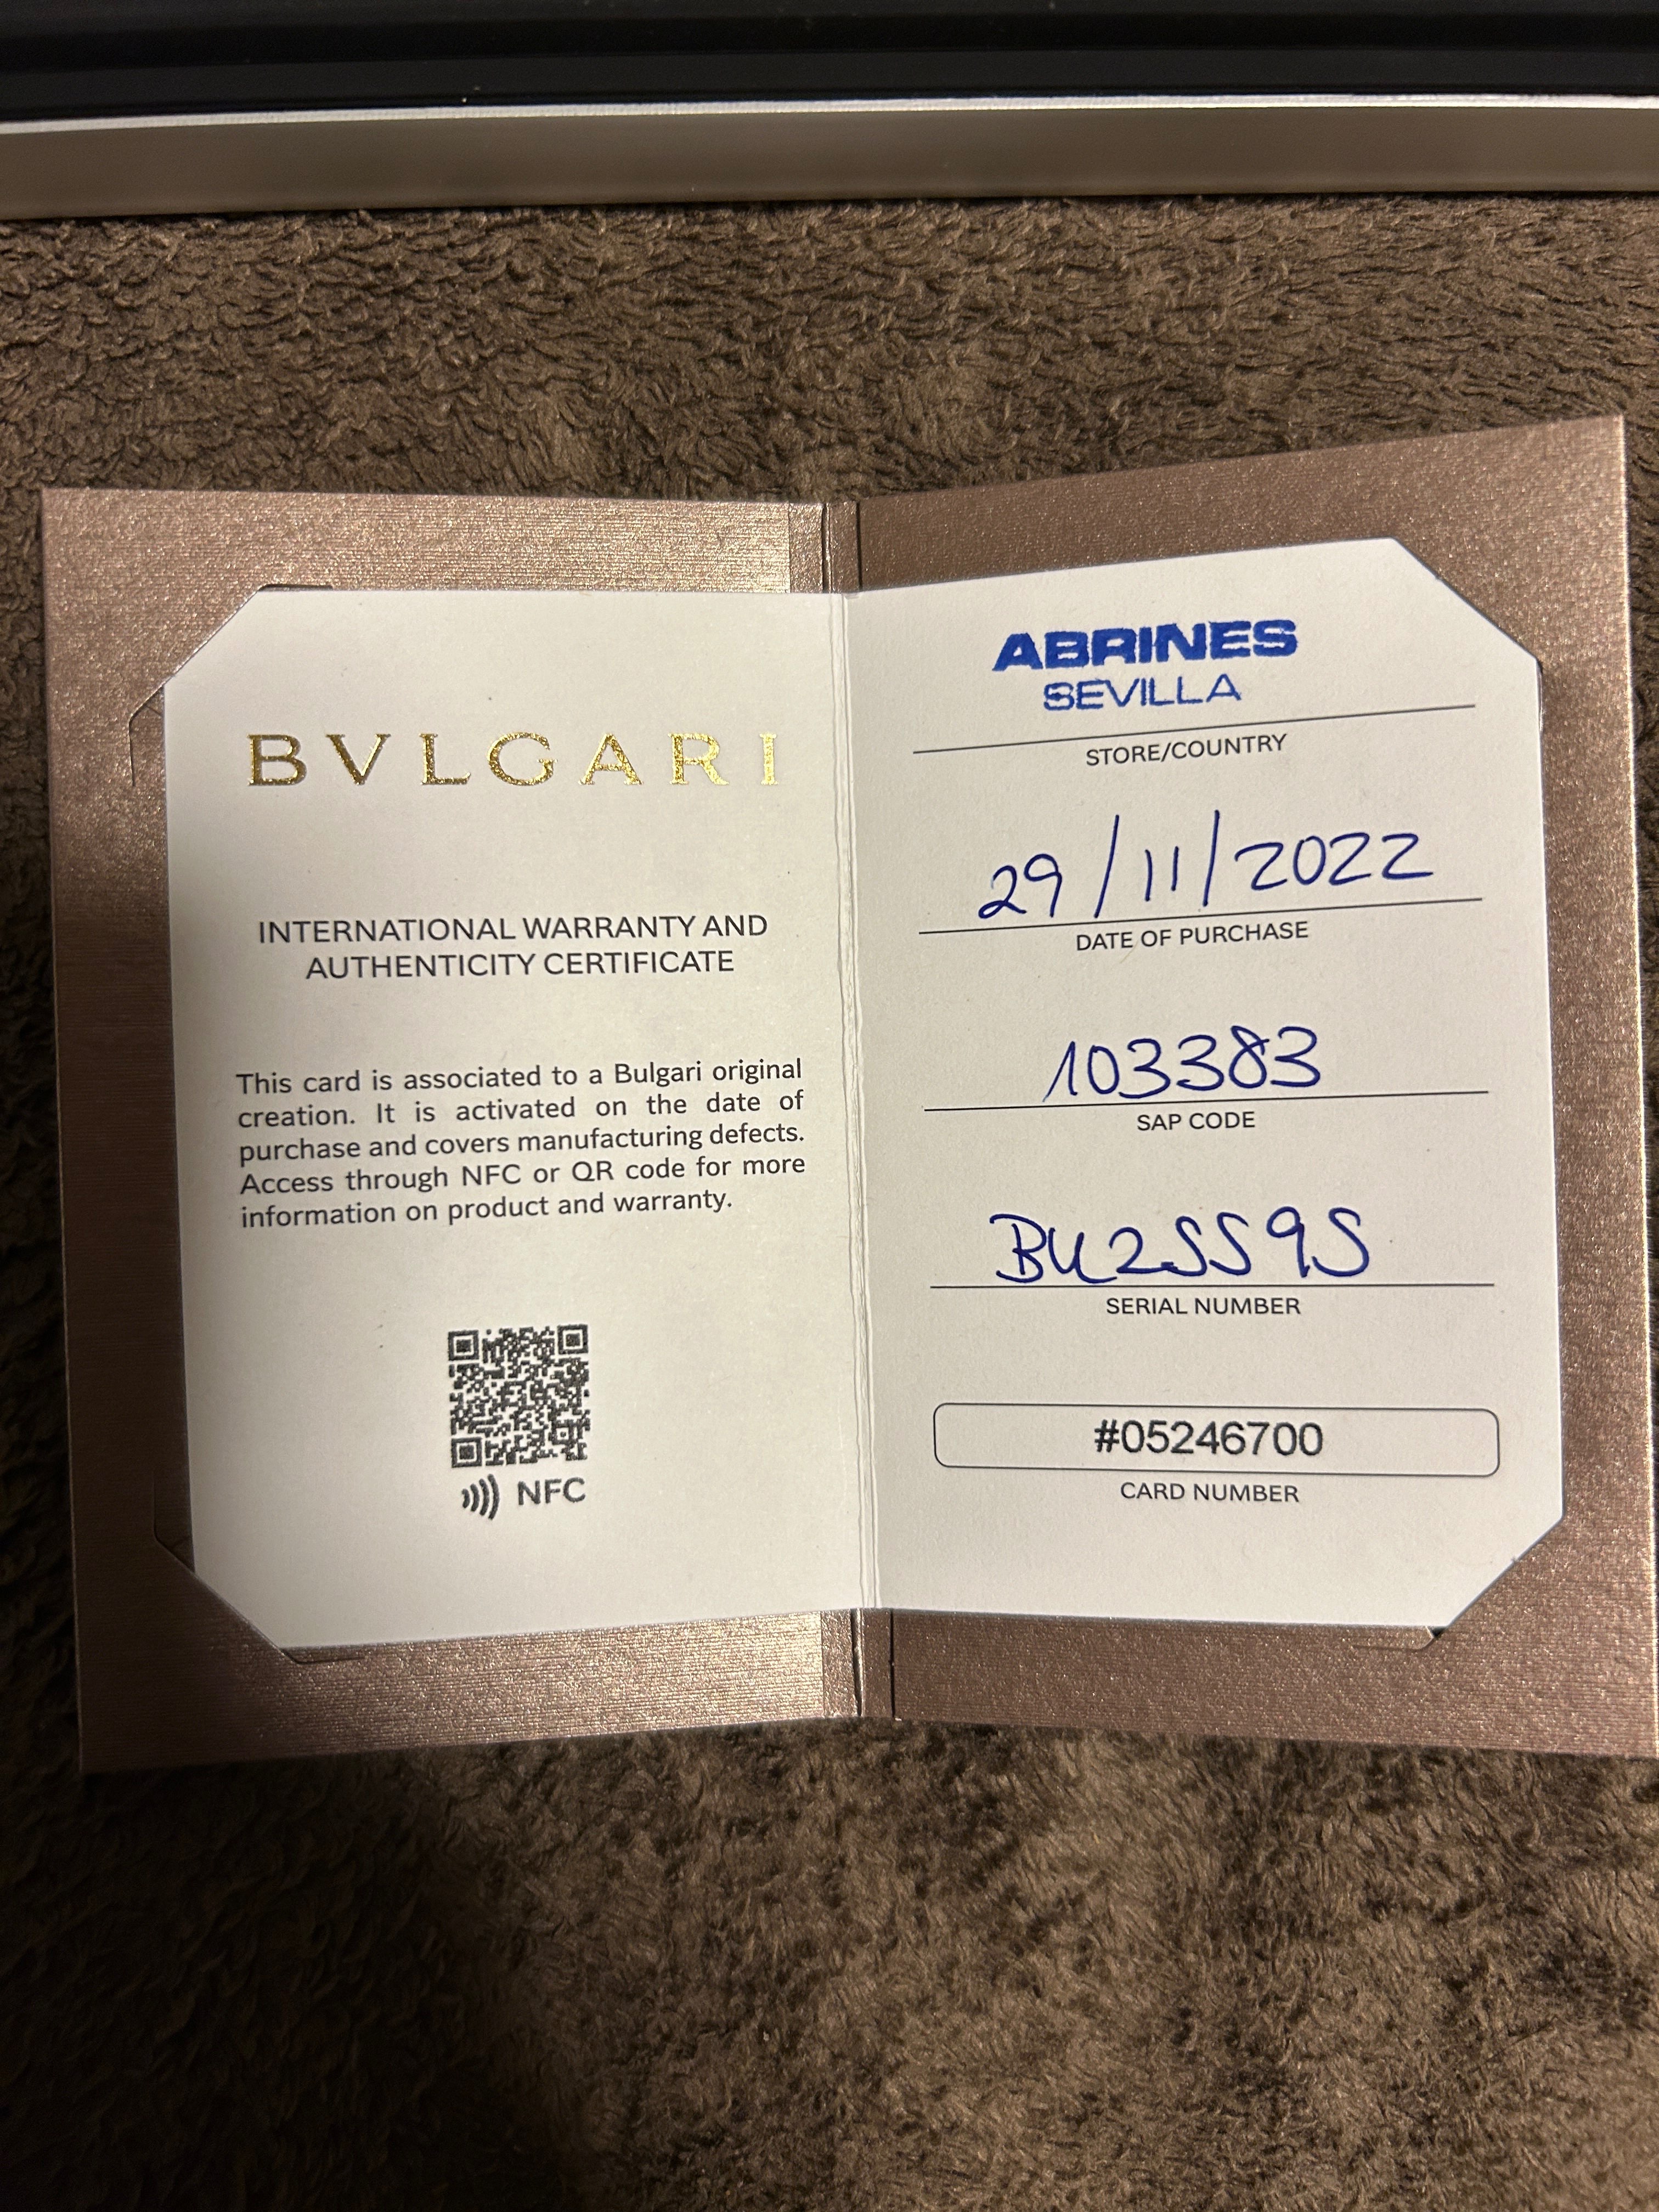 BVLGARI
INTERNATIONAL WARRANTY AND
AUTHENTICITY CERTIFICATE
This card is associated to a Bulgari original
creation. It is activated on the date of
purchase and covers manufacturing defects.
Access through NFC or QR code for more
information on product and warranty.
NFC
ABRINES
SEVILLA
STORE/COUNTRY
29/11/2022
DATE OF PURCHASE
103383
SAP CODE
BU25595
SERIAL NUMBER
#05246700
CARD NUMBER